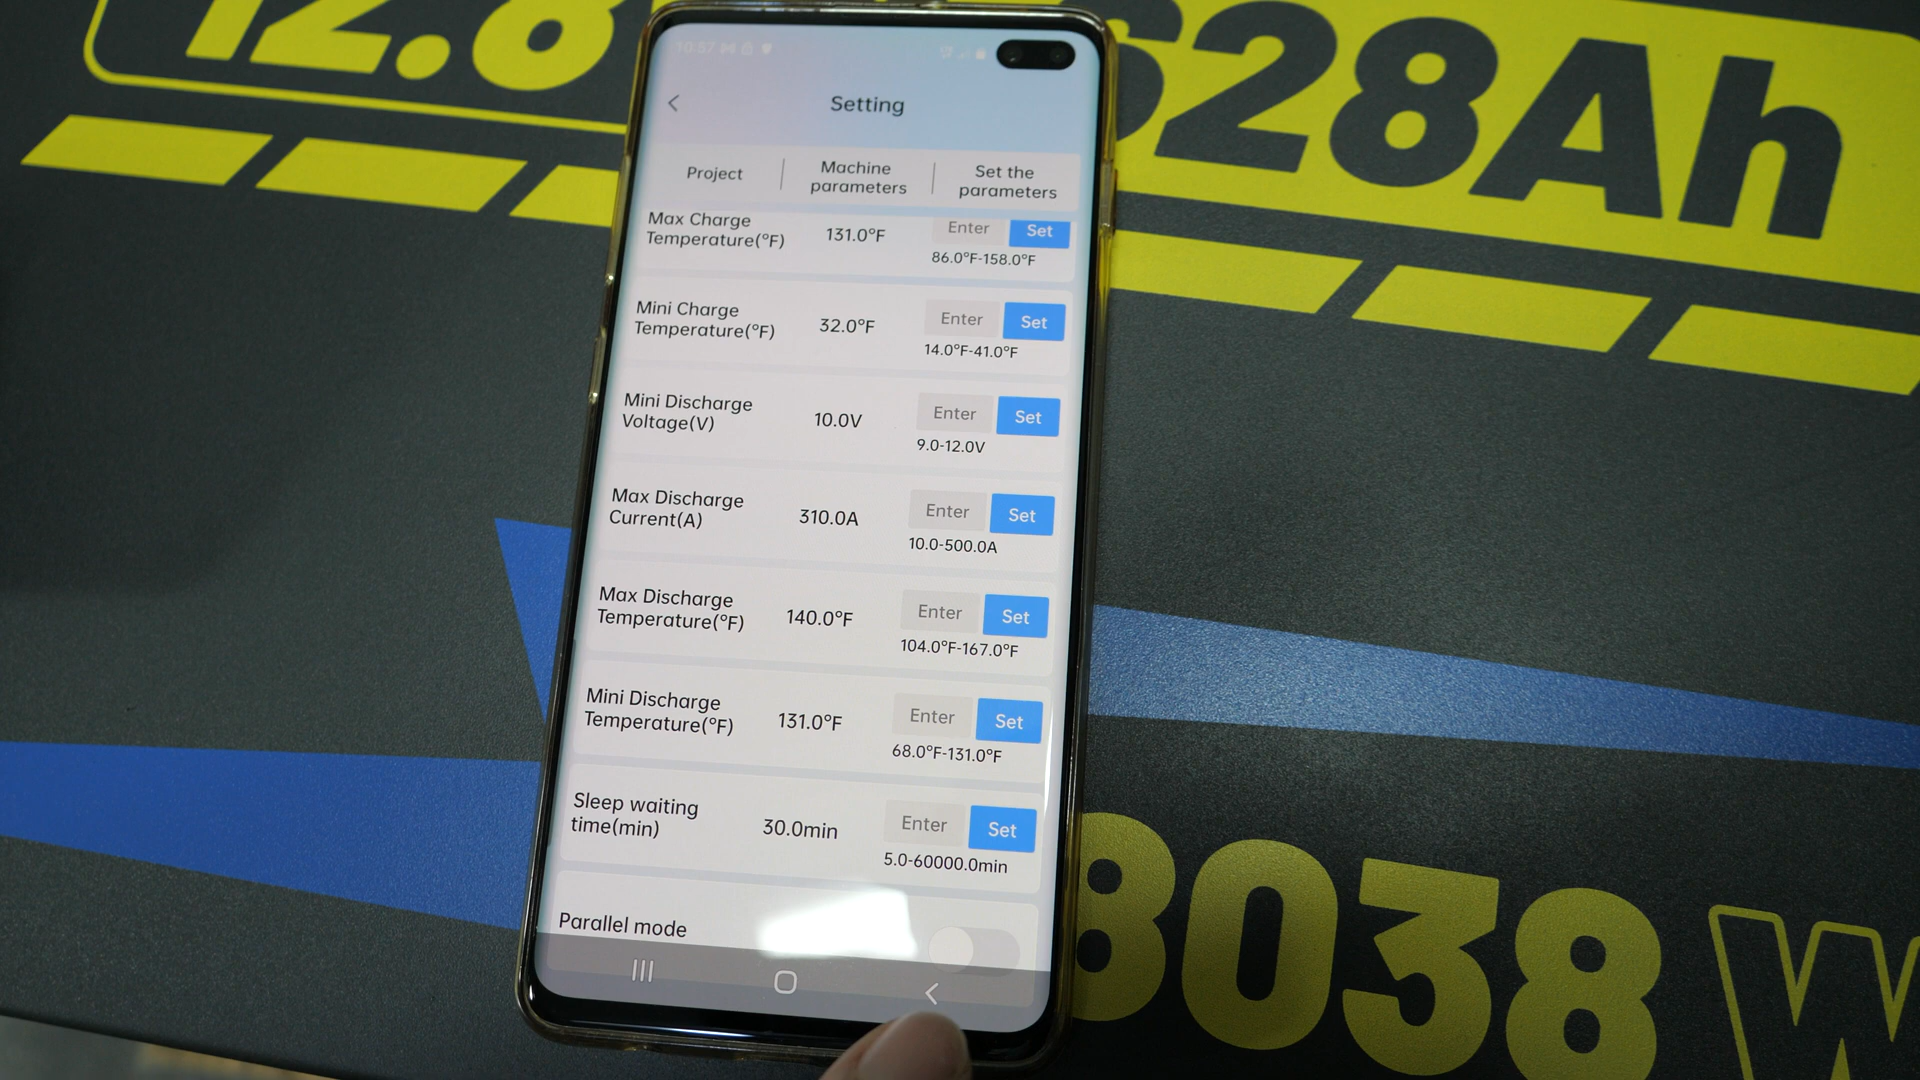 12.8
628Ah
10:37
Setting
Project
Machine
parameters
Set the
parameters
Max Charge
Temperature(°F)
131.0°F
Enter
Set
86.0°F-158.0°F
Mini Charge
Temperature(°F)
32.0°F
Enter
Set
14.0°F-41.0°F
Mini Discharge
Voltage(V)
10.0V
Enter
Set
9.0-12.0V
Max Discharge
Current(A)
310.0A
Enter
Set
10.0-500.0A
Max Discharge
Temperature(°F)
140.0°F
Enter
Set
104.0°F-167.0°F
Mini Discharge
Temperature(°F)
131.0°F
Enter
Set
68.0°F-131.0°F
Sleep waiting
time(min)
30.0min
Enter
Set
5.0-60000.0min
Parallel mode
8038 W